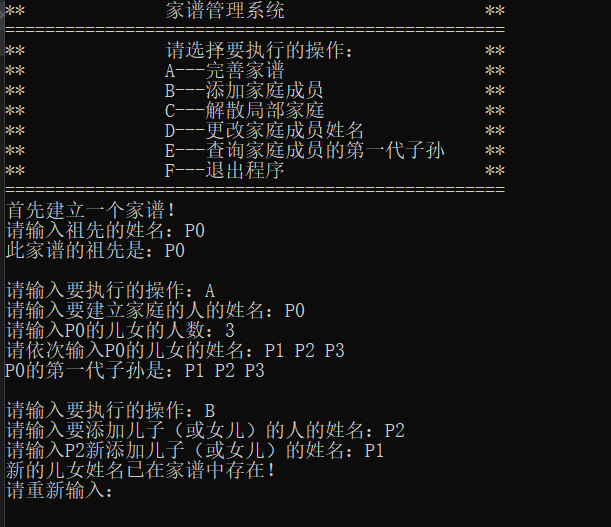 **              家谱管理系统                    **
==================================================
**              请选择要执行的操作：            **
**              A---完善家谱                    **
**              B---添加家庭成员                **
**              C---解散局部家庭                **
**              D---更改家庭成员姓名            **
**              E---查询家庭成员的第一代子孙    **
**              F---退出程序                    **
==================================================
首先建立一个家谱！
请输入祖先的姓名：P0
此家谱的祖先是：P0

请输入要执行的操作：A
请输入要建立家庭的人的姓名：P0
请输入P0的儿女的人数：3
请依次输入P0的儿女的姓名：P1 P2 P3
P0的第一代子孙是：P1 P2 P3

请输入要执行的操作：B
请输入要添加儿子（或女儿）的人的姓名：P2
请输入P2新添加儿子（或女儿）的姓名：P1
新的儿女姓名已在家谱中存在！
请重新输入：